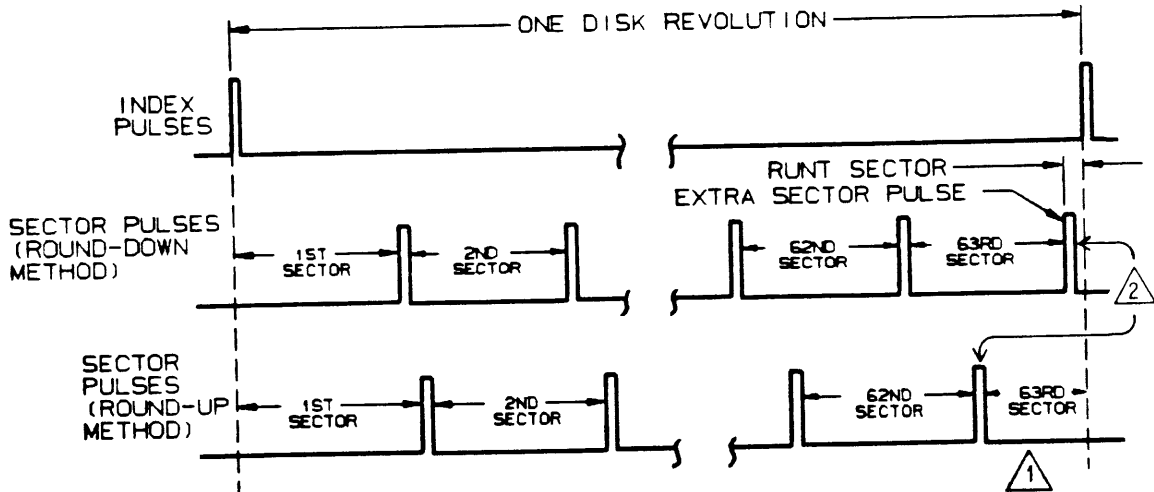 ONE DISK REVOLUTION
INDEX
PULSES
RUNT SECTOR
EXTRA SECTOR PULSE
SECTOR PULSES
(ROUND-DOWN
METHOD)
1ST
SECTOR
2ND
SECTOR
62ND
SECTOR
63RD
SECTOR
2
SECTOR
PULSES
(ROUND-UP
METHOD)
1ST
SECTOR
2ND
SECTOR
62ND
SECTOR
63RD
SECTOR
1